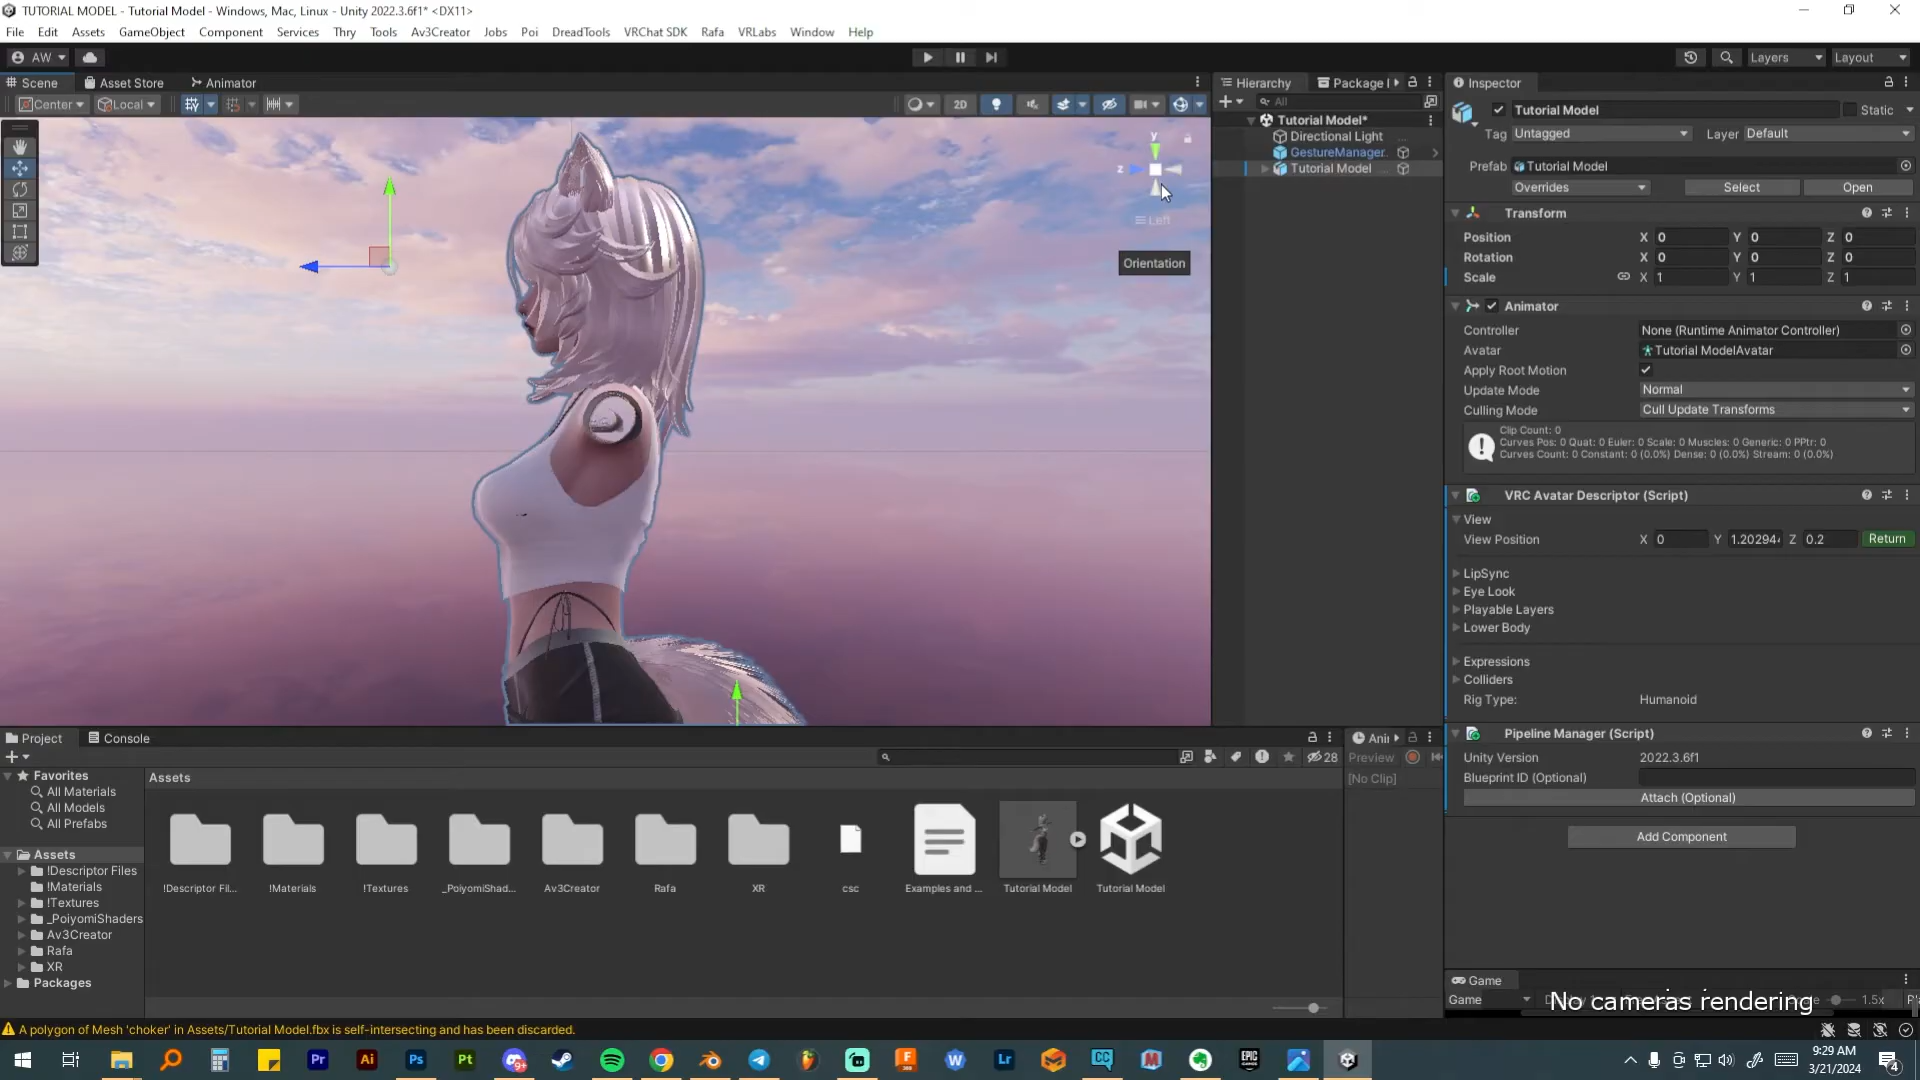 TUTORIAL MODEL - Tutorial Model - Windows, Mac, Linux - Unity 2022.3.6f1* <DX11>
File Edit Assets GameObject Component Services Thry Tools Av3Creator Jobs Poi DreadTools VRChat SDK Rafa VRLabs Window Help
AW
Layers
Layout
Scene
Asset Store
Animator
Center
Local
2D
y
z
Left
Orientation
Hierarchy
Package
All
Tutorial Model*
Directional Light
GestureManager
Tutorial Model
Inspector
Tutorial Model
Static
Tag Untagged
Layer Default
Prefab Tutorial Model
Overrides
Select
Open
Transform
Position X 0 Y 0 Z 0
Rotation X 0 Y 0 Z 0
Scale X 1 Y 1 Z 1
Animator
Controller None (Runtime Animator Controller)
Avatar Tutorial ModelAvatar
Apply Root Motion
Update Mode Normal
Culling Mode Cull Update Transforms
Clip Count: 0
Curves Pos: 0 Quat: 0 Euler: 0 Scale: 0 Muscles: 0 Generic: 0 PPtr: 0
Curves Count: 0 Constant: 0 (0.0%) Dense: 0 (0.0%) Stream: 0 (0.0%)
VRC Avatar Descriptor (Script)
View
View Position X 0 Y 1.20294 Z 0.2 Return
LipSync
Eye Look
Playable Layers
Lower Body
Expressions
Colliders
Rig Type: Humanoid
Pipeline Manager (Script)
Unity Version 2022.3.6f1
Blueprint ID (Optional)
Attach (Optional)
Add Component
Project
Console
28
Favorites
All Materials
All Models
All Prefabs
Assets
!Descriptor Files
!Materials
!Textures
_PoiyomiShaders
Av3Creator
Rafa
XR
Packages
Assets
!Descriptor Fil...
!Materials
!Textures
_PoiyomiShad...
Av3Creator
Rafa
XR
csc
Examples and ...
Tutorial Model
Tutorial Model
Ani
Preview
[No Clip]
Game
Game
1.5x
No cameras rendering
A polygon of Mesh 'choker' in Assets/Tutorial Model.fbx is self-intersecting and has been discarded.
Pr
Ai
Ps
Pt
Lr
CC
EPIC
GAMES
9:29 AM
3/21/2024
4